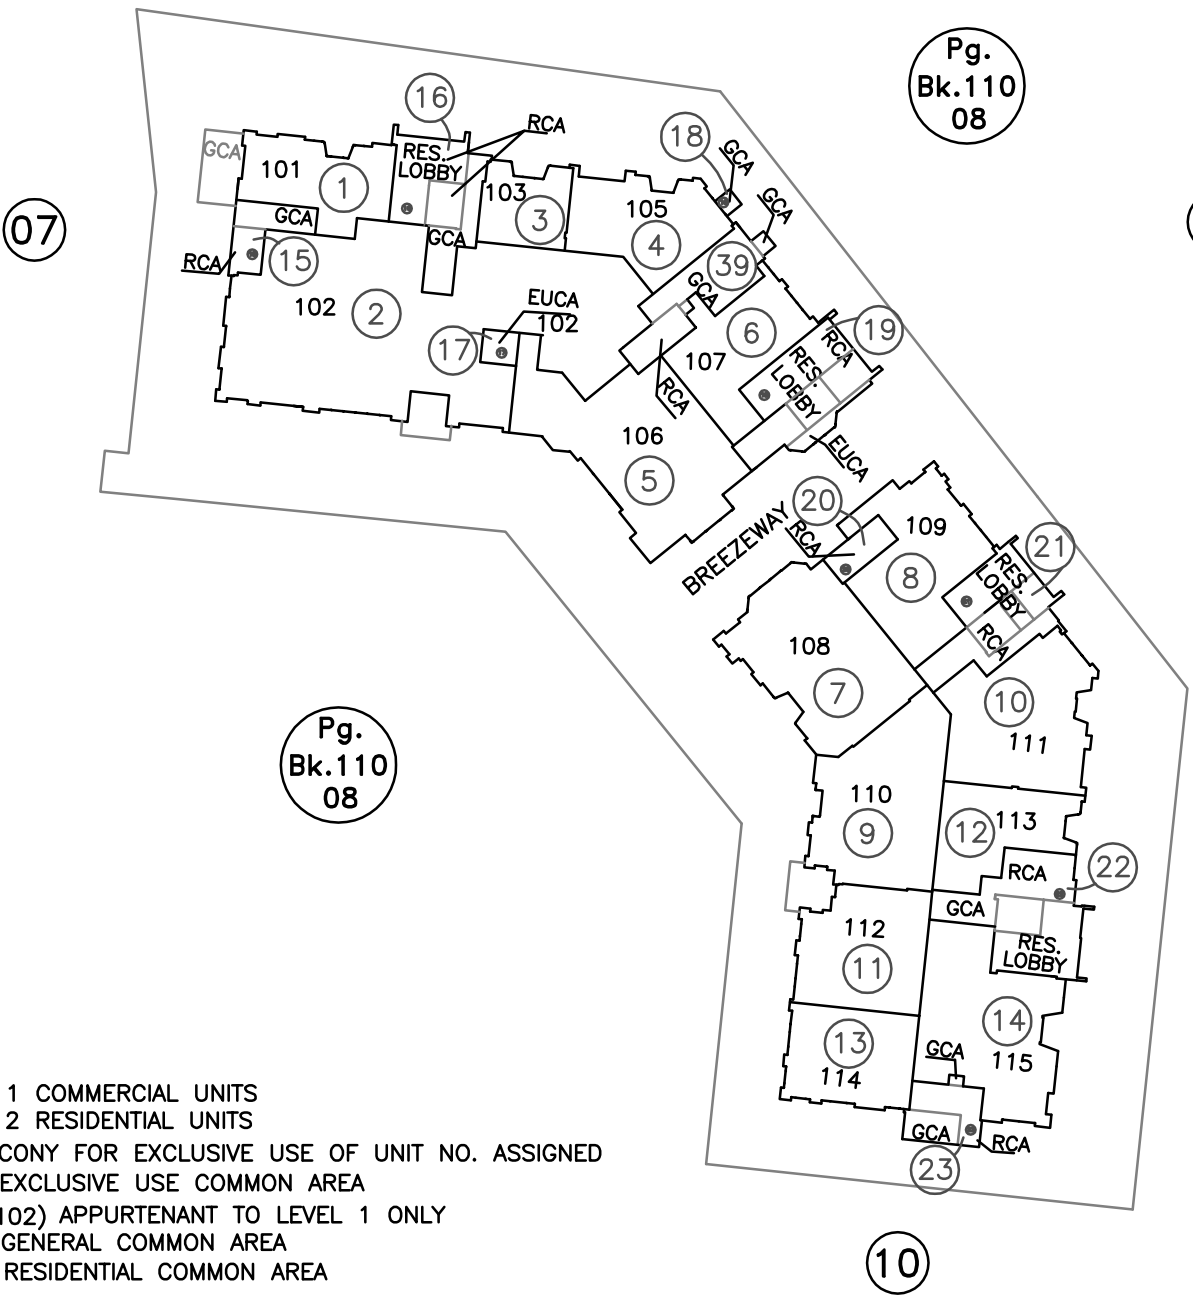 Pg.
Bk.110
08
16
RCA
18
GCA
GCA
RES.
LOBBY
GCA
101
1
103
3
105
4
GCA
07
GCA
39
GCA
RCA
15
102
2
EUCA
102
17
6
107
19
RCA
RES.
LOBBY
RCA
106
5
EUCA
20
BREEZEWAY
RCA
109
8
21
RES.
LOBBY
RCA
108
7
10
111
Pg.
Bk.110
08
110
9
12
113
RCA
22
GCA
112
11
RES.
LOBBY
14
13
114
GCA
115
GCA
RCA
23
1 COMMERCIAL UNITS
2 RESIDENTIAL UNITS
CONY FOR EXCLUSIVE USE OF UNIT NO. ASSIGNED
EXCLUSIVE USE COMMON AREA
102) APPURTENANT TO LEVEL 1 ONLY
GENERAL COMMON AREA
RESIDENTIAL COMMON AREA
10